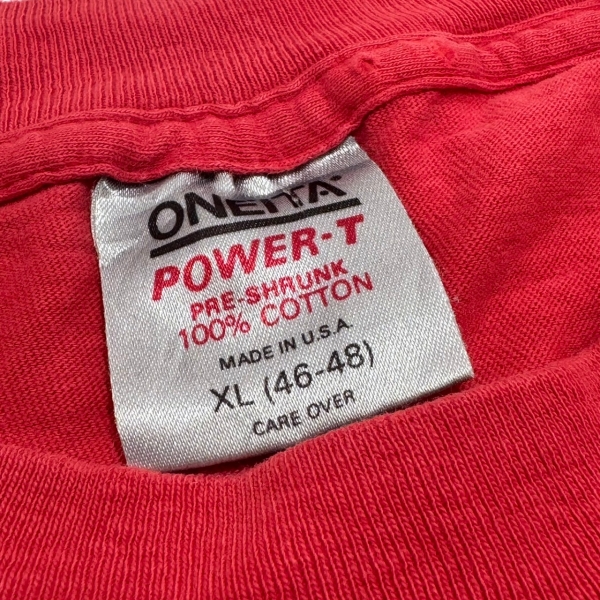 ONEITA
POWER-T
PRE-SHRUNK
100% COTTON
MADE IN U.S.A.
XL (46-48)
CARE OVER